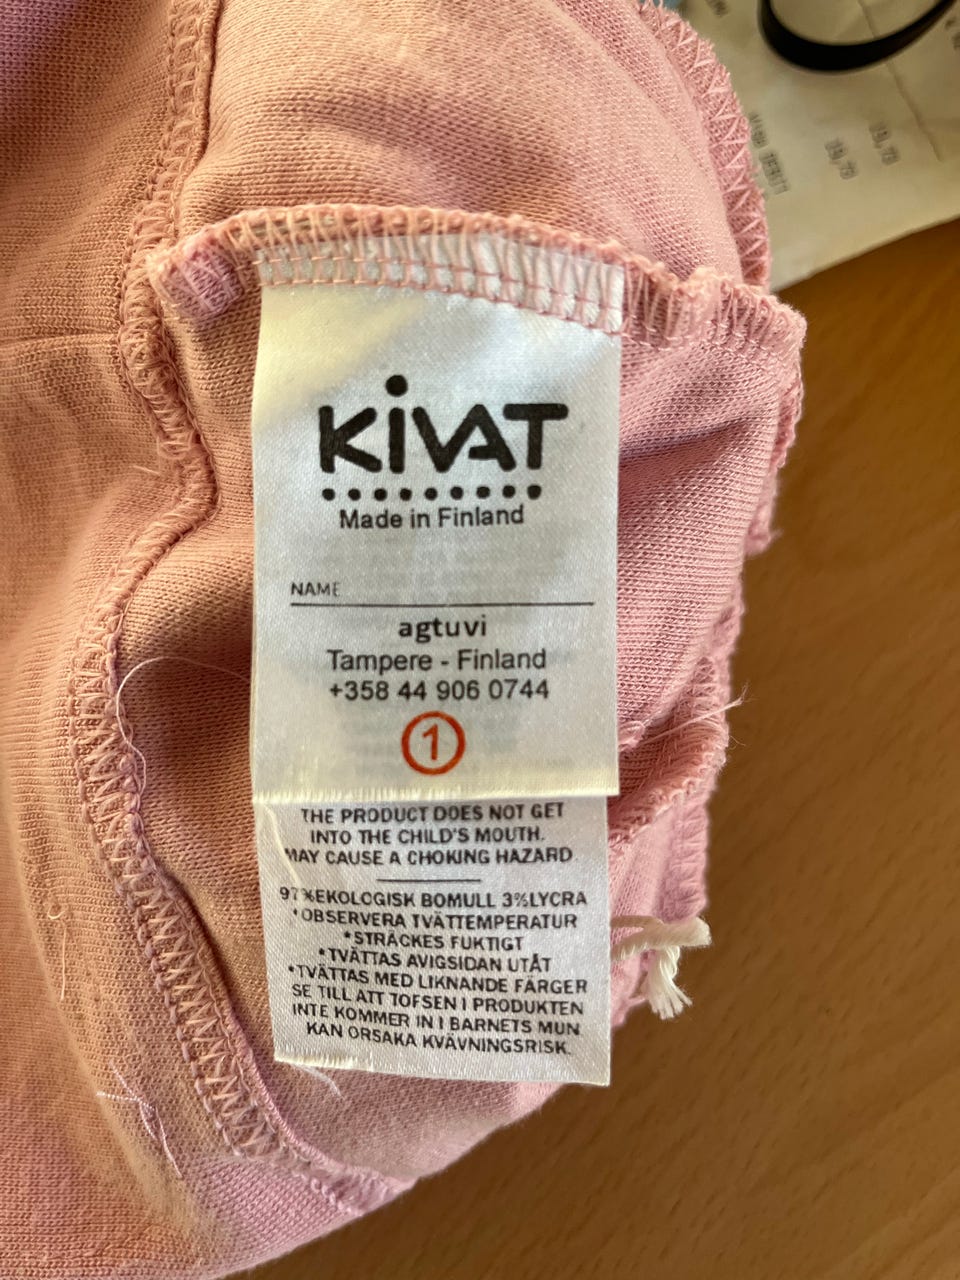 KiVAT
Made in Finland
NAME
agtuvi
Tampere - Finland
+358 44 906 0744
1
THE PRODUCT DOES NOT GET
INTO THE CHILD'S MOUTH.
MAY CAUSE A CHOKING HAZARD
97%EKOLOGISK BOMULL 3%LYCRA
•OBSERVERA TVÄTTEMPERATUR
•STRÄCKES FUKTIGT
•TVÄTTAS AVIGSIDAN UTÅT
•TVÄTTAS MED LIKNANDE FÄRGER
SE TILL ATT TOFSEN I PRODUKTEN
INTE KOMMER IN I BARNETS MUN
KAN ORSAKA KVÄVNINGSRISK.